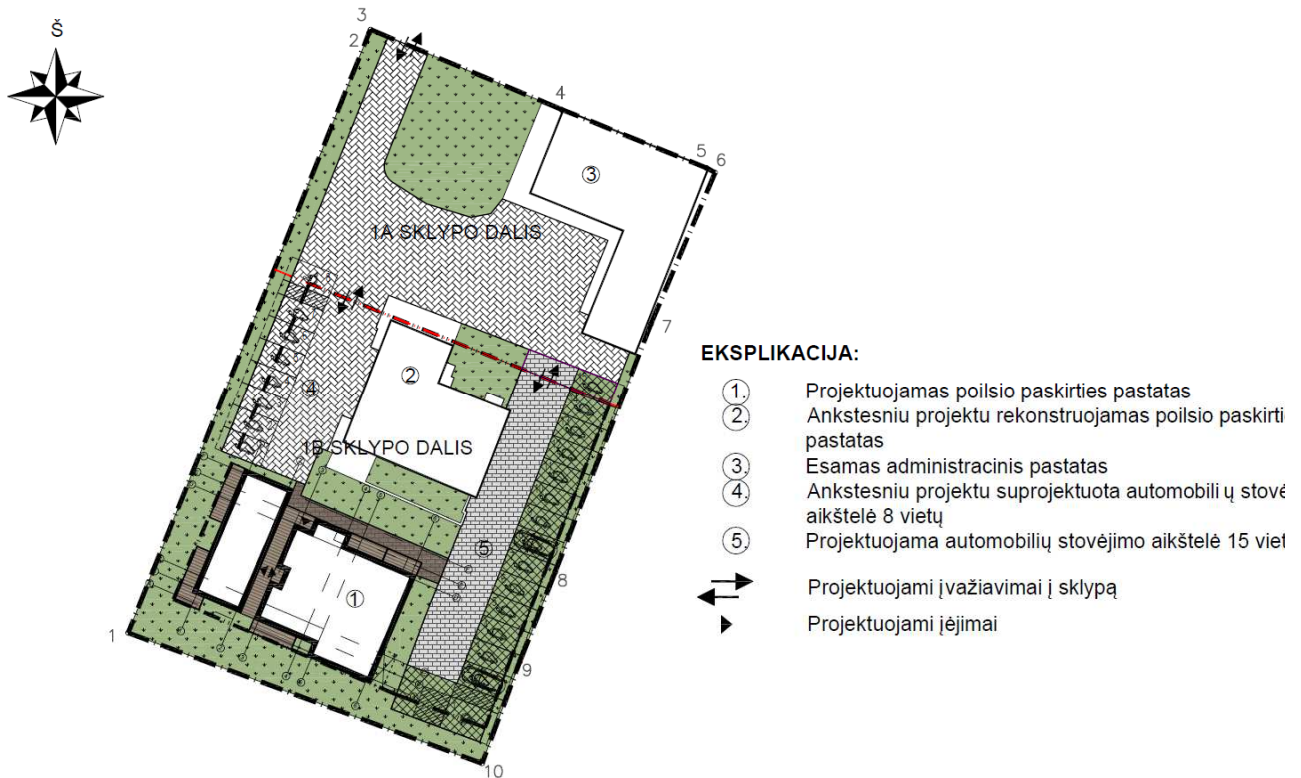 Š
3
2
4
5
6
③
1A SKLYPO DALIS
7
②
④
1B SKLYPO DALIS
⑤
8
①
1
9
10
EKSPLIKACIJA:
1. Projektuojamas poilsio paskirties pastatas
2. Ankstesniu projektu rekonstruojamas poilsio paskirti
pastatas
3. Esamas administracinis pastatas
4. Ankstesniu projektu suprojektuota automobilių stovė
aikštelė 8 vietų
5. Projektuojama automobilių stovėjimo aikštelė 15 viet
Projektuojami įvažiavimai į sklypą
Projektuojami įėjimai